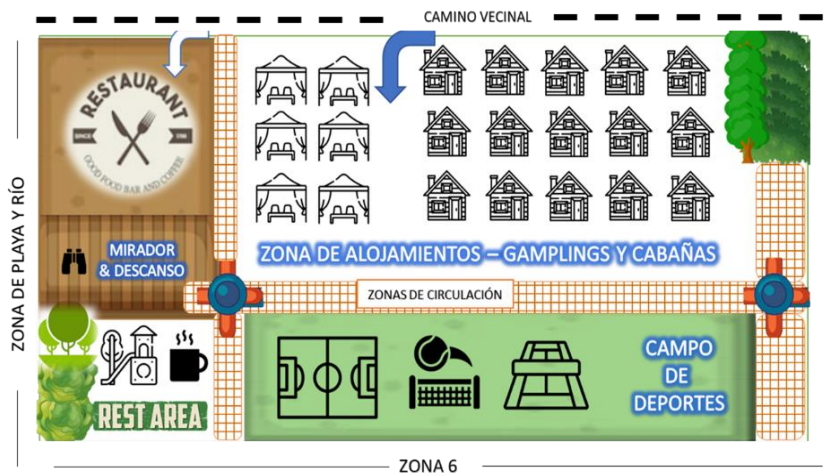 CAMINO VECINAL
RESTAURANT
SINCE
GOOD FOOD BAR AND COFFEE
ZONA DE PLAYA Y RÍO
MIRADOR
& DESCANSO
ZONA DE ALOJAMIENTOS – GAMPLINGS Y CABAÑAS
ZONAS DE CIRCULACIÓN
CAMPO
DE
DEPORTES
REST AREA
ZONA 6